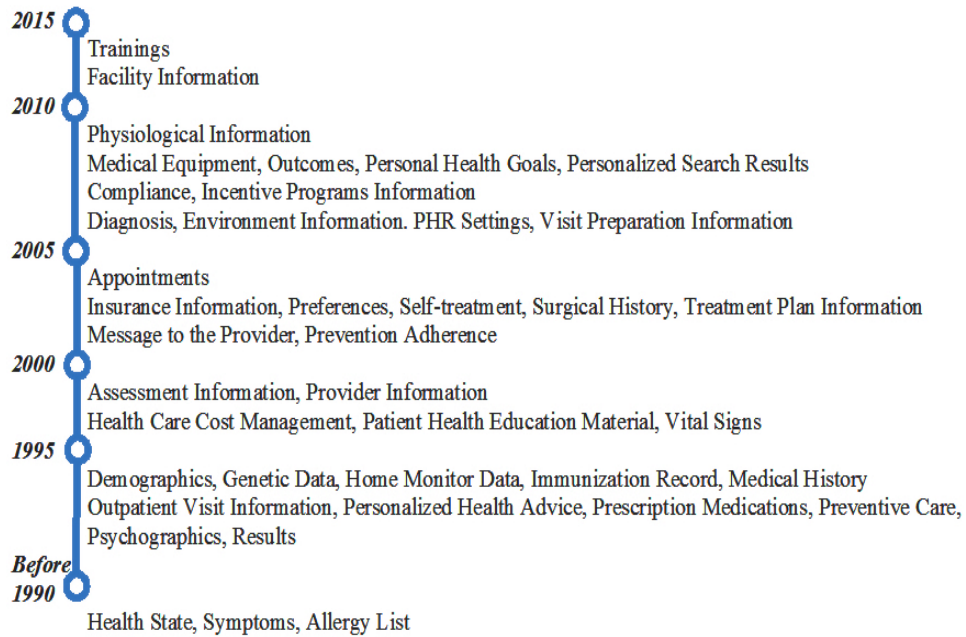 2015
Trainings
Facility Information
2010
Physiological Information
Medical Equipment, Outcomes, Personal Health Goals, Personalized Search Results
Compliance, Incentive Programs Information
Diagnosis, Environment Information. PHR Settings, Visit Preparation Information
2005
Appointments
Insurance Information, Preferences, Self-treatment, Surgical History, Treatment Plan Information
Message to the Provider, Prevention Adherence
2000
Assessment Information, Provider Information
Health Care Cost Management, Patient Health Education Material, Vital Signs
1995
Demographics, Genetic Data, Home Monitor Data, Immunization Record, Medical History
Outpatient Visit Information, Personalized Health Advice, Prescription Medications, Preventive Care,
Psychographics, Results
Before
1990
Health State, Symptoms, Allergy List